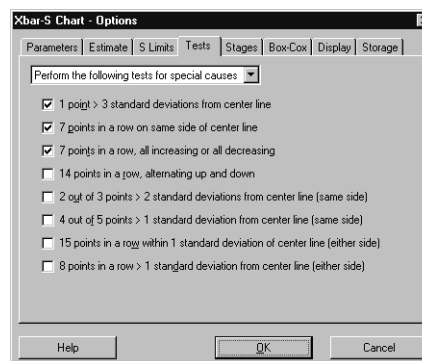 Xbar-S Chart - Options
Parameters Estimate S Limits Tests Stages Box-Cox Display Storage
Perform the following tests for special causes
1 point > 3 standard deviations from center line
7 points in a row on same side of center line
7 points in a row, all increasing or all decreasing
14 points in a row, alternating up and down
2 out of 3 points > 2 standard deviations from center line (same side)
4 out of 5 points > 1 standard deviation from center line (same side)
15 points in a row within 1 standard deviation of center line (either side)
8 points in a row > 1 standard deviation from center line (either side)
Help OK Cancel